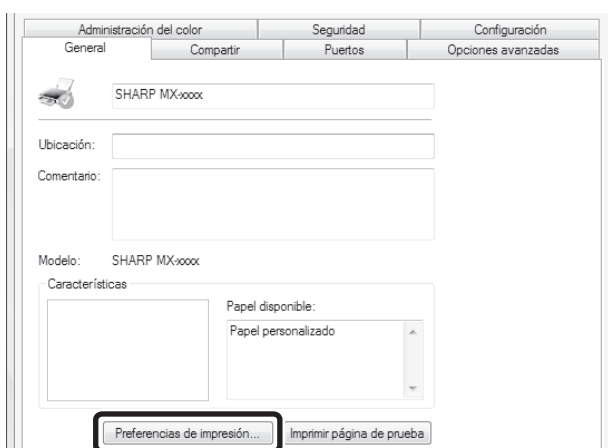 Administración del color Seguridad Configuración
General Compartir Puertos Opciones avanzadas
SHARP MX-xxxx
Ubicación:
Comentario:
Modelo: SHARP MX-xxxx
Características
Papel disponible:
Papel personalizado
Preferencias de impresión... Imprimir página de prueba